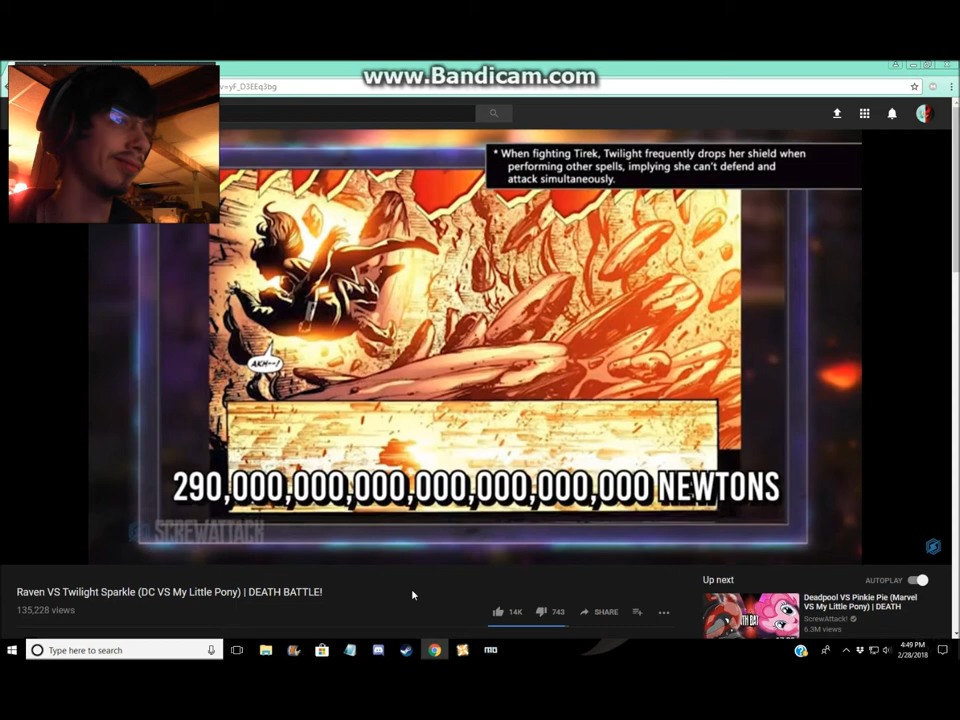 www.Bandicam.com
v=yF_D3EEq3bg
* When fighting Tirek, Twilight frequently drops her shield when
performing other spells, implying she can't defend and
attack simultaneously.
AKH--!
290,000,000,000,000,000,000,000 NEWTONS
SCREWATTACK
Raven VS Twilight Sparkle (DC VS My Little Pony) | DEATH BATTLE!
135,228 views
14K
743
SHARE
Up next
AUTOPLAY
Deadpool VS Pinkie Pie (Marvel
VS My Little Pony) | DEATH
ScrewAttack!
6.3M views
Type here to search
4:49 PM
2/28/2018